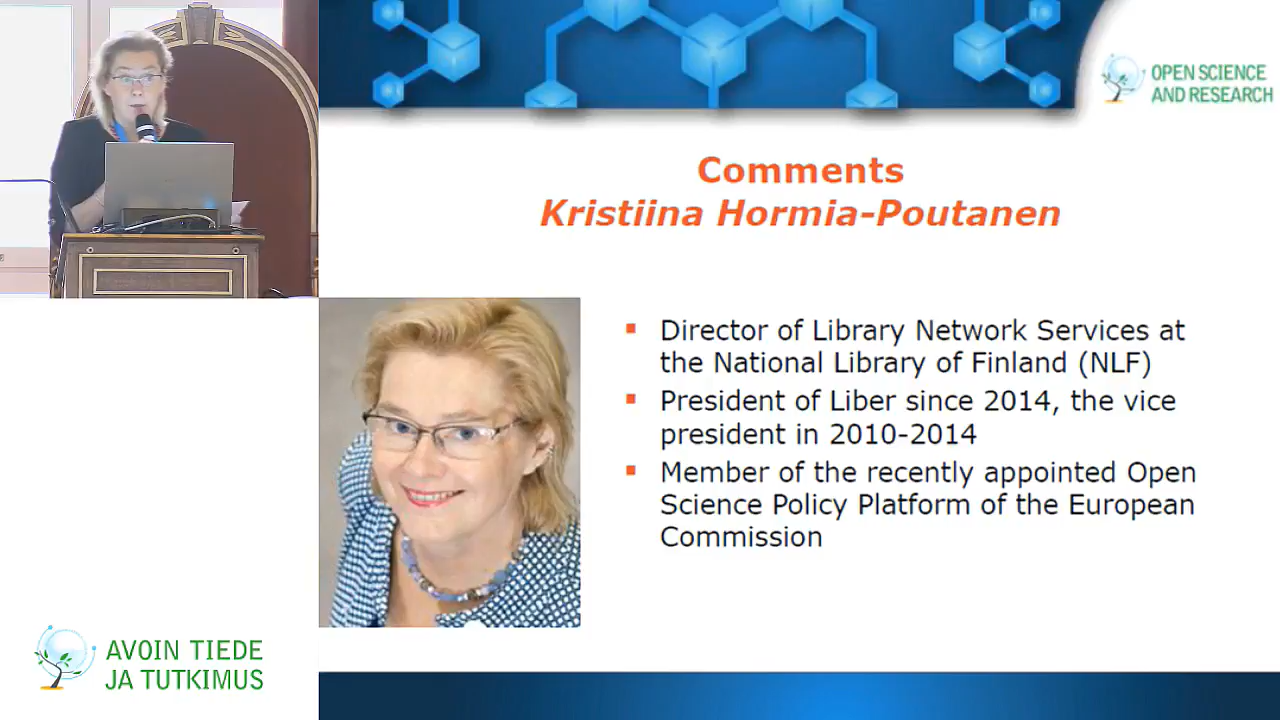 OPEN SCIENCE
AND RESEARCH
Comments
Kristiina Hormia-Poutanen
Director of Library Network Services at
the National Library of Finland (NLF)
President of Liber since 2014, the vice
president in 2010-2014
Member of the recently appointed Open
Science Policy Platform of the European
Commission
AVOIN TIEDE
JA TUTKIMUS